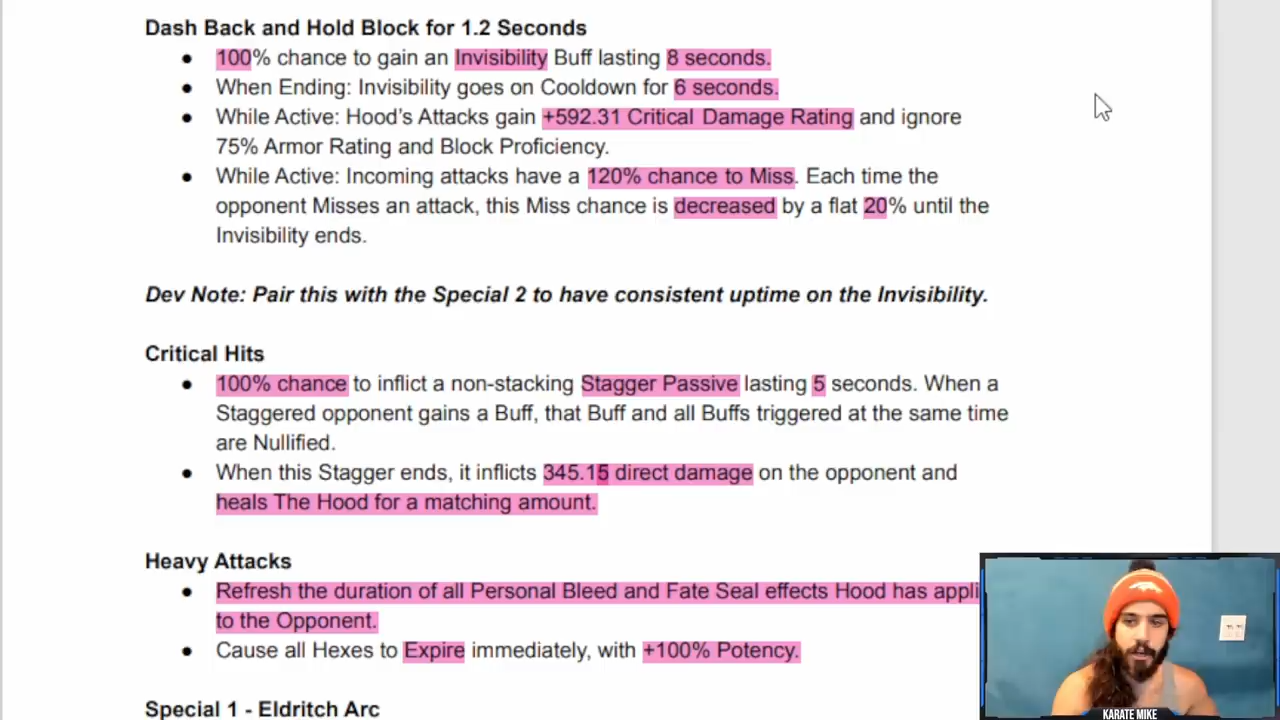 Dash Back and Hold Block for 1.2 Seconds
● 100% chance to gain an Invisibility Buff lasting 8 seconds.
● When Ending: Invisibility goes on Cooldown for 6 seconds.
● While Active: Hood's Attacks gain +592.31 Critical Damage Rating and ignore
75% Armor Rating and Block Proficiency.
● While Active: Incoming attacks have a 120% chance to Miss. Each time the
opponent Misses an attack, this Miss chance is decreased by a flat 20% until the
Invisibility ends.
Dev Note: Pair this with the Special 2 to have consistent uptime on the Invisibility.
Critical Hits
● 100% chance to inflict a non-stacking Stagger Passive lasting 5 seconds. When a
Staggered opponent gains a Buff, that Buff and all Buffs triggered at the same time
are Nullified.
● When this Stagger ends, it inflicts 345.15 direct damage on the opponent and
heals The Hood for a matching amount.
Heavy Attacks
● Refresh the duration of all Personal Bleed and Fate Seal effects Hood has appli
to the Opponent.
● Cause all Hexes to Expire immediately, with +100% Potency.
Special 1 - Eldritch Arc
KARATE MIKE